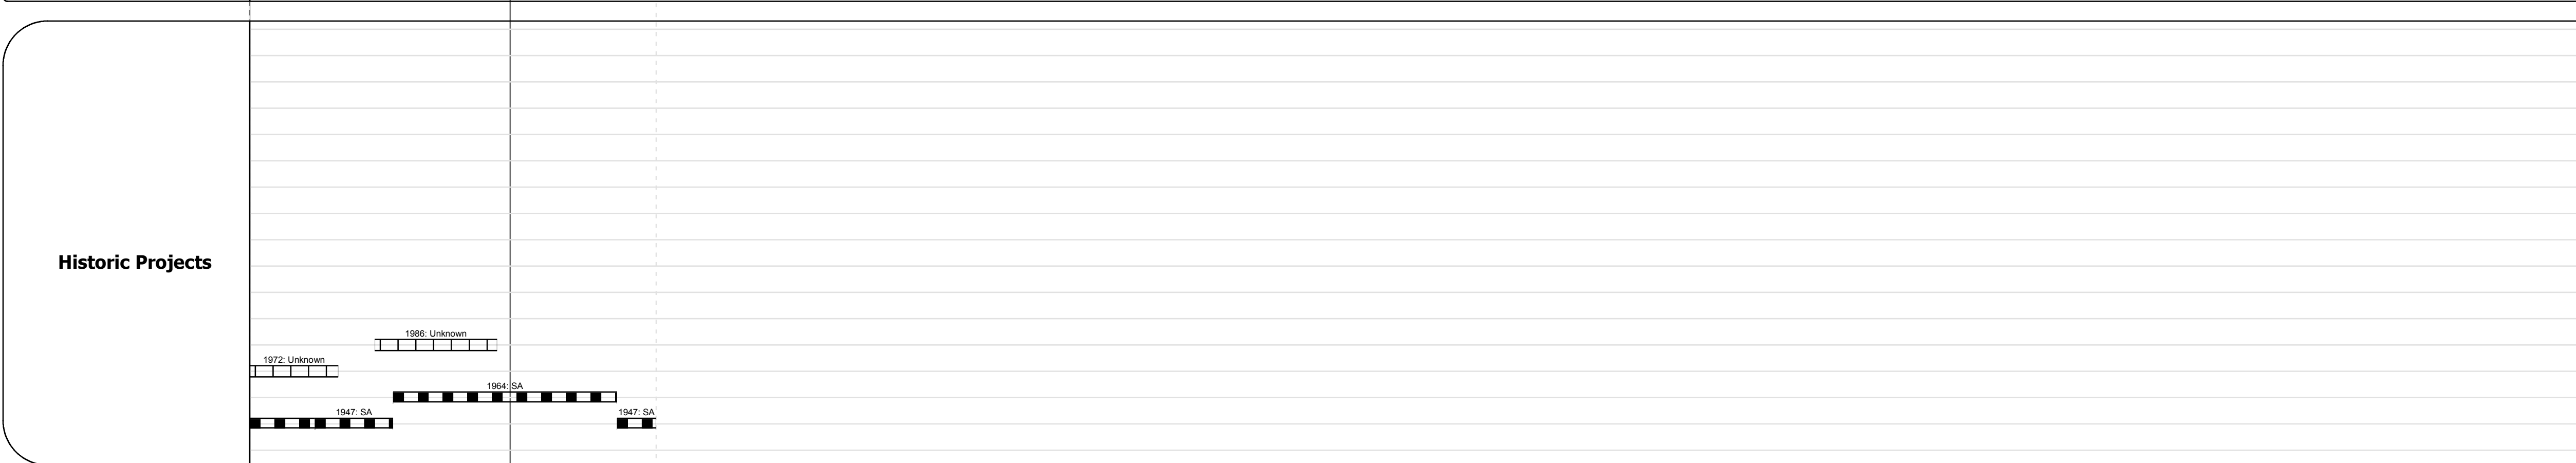 Historic Projects
1986: Unknown
1972: Unknown
1964: SA
1947: SA
1947: SA